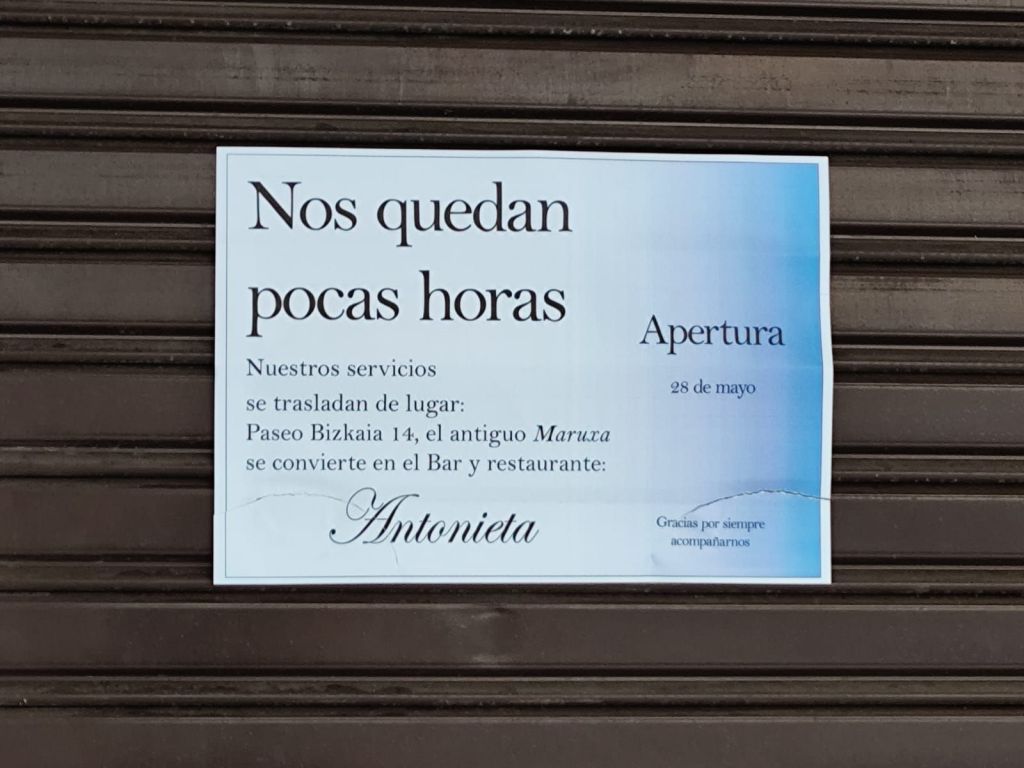 Nos quedan
pocas horas
Nuestros servicios
se trasladan de lugar:
Paseo Bizkaia 14, el antiguo Maruxa
se convierte en el Bar y restaurante:
Antonieta
Apertura
28 de mayo
Gracias por siempre
acompañarnos